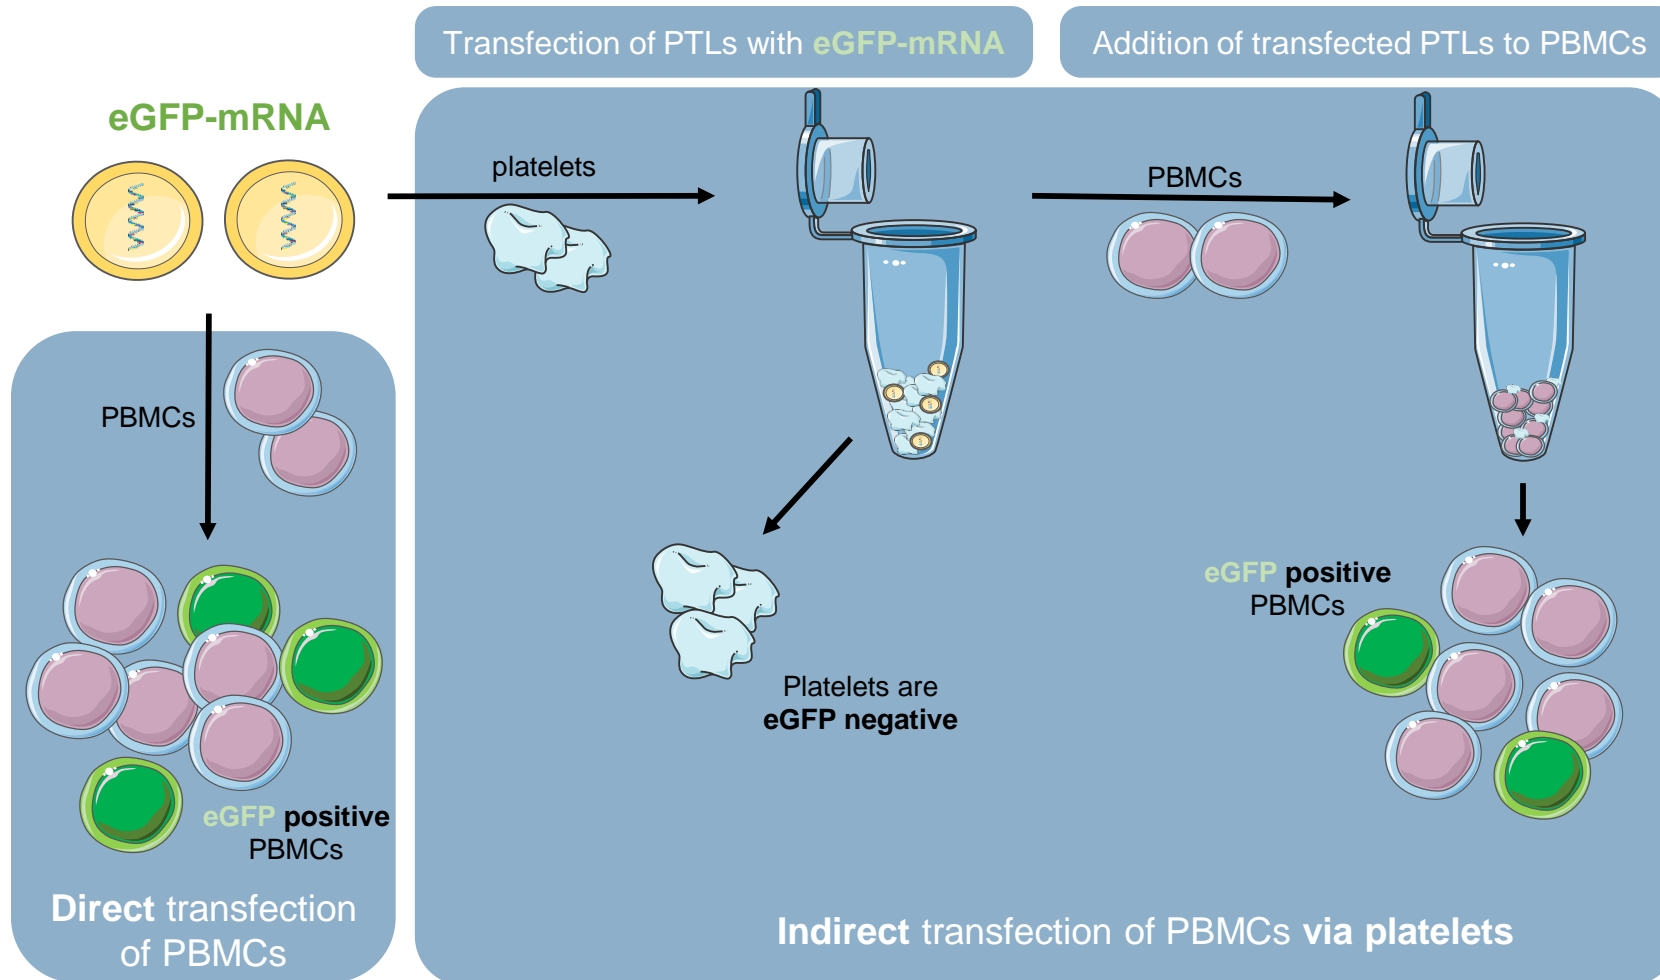 Transfection of PTLs with eGFP-mRNA
Addition of transfected PTLs to PBMCs
eGFP-mRNA
platelets
PBMCs
PBMCs
eGFP positive
PBMCs
Platelets are
eGFP negative
eGFP positive
PBMCs
Direct transfection
of PBMCs
Indirect transfection of PBMCs via platelets